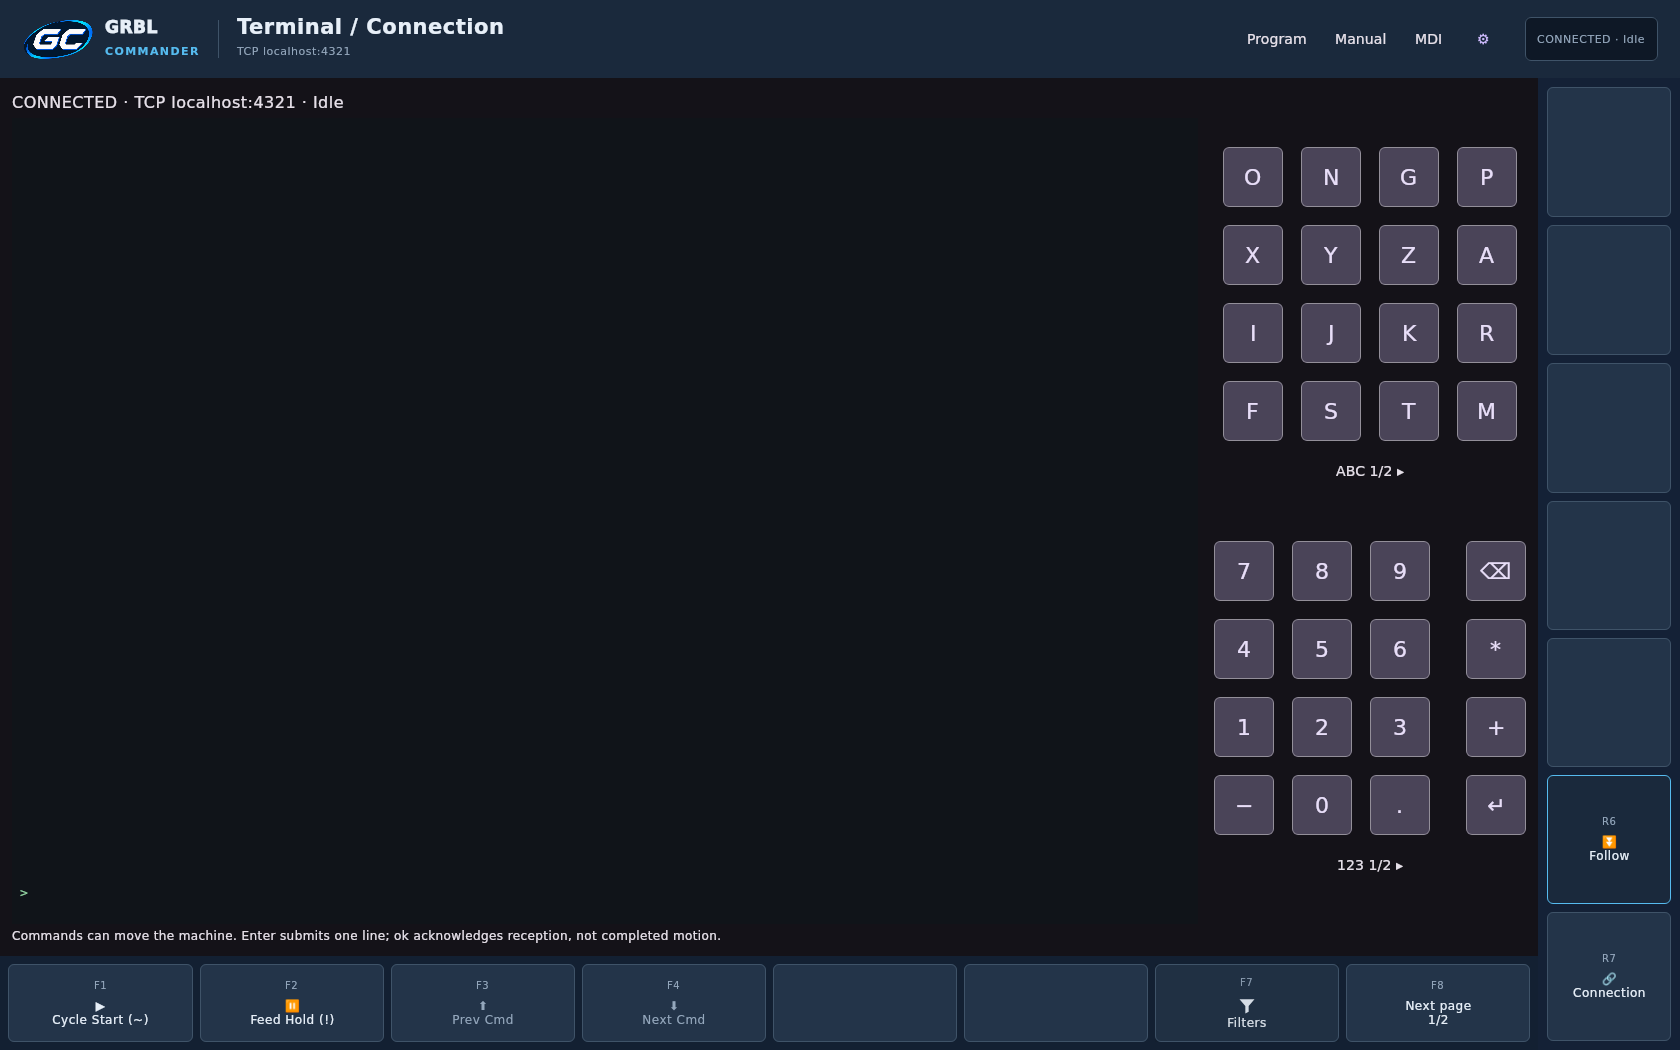 GC
GRBL
COMMANDER
Terminal / Connection
TCP localhost:4321
Program
Manual
MDI
⚙
CONNECTED · Idle
CONNECTED · TCP localhost:4321 · Idle
O N G P
X Y Z A
I J K R
F S T M
ABC 1/2 ▸
7 8 9 ⌫
4 5 6 *
1 2 3 +
− 0 . ↵
123 1/2 ▸
>
Commands can move the machine. Enter submits one line; ok acknowledges reception, not completed motion.
R6
⏬
Follow
R7
🔗
Connection
F1
▶
Cycle Start (~)
F2
⏸
Feed Hold (!)
F3
⬆
Prev Cmd
F4
⬇
Next Cmd
F7
Filters
F8
Next page
1/2